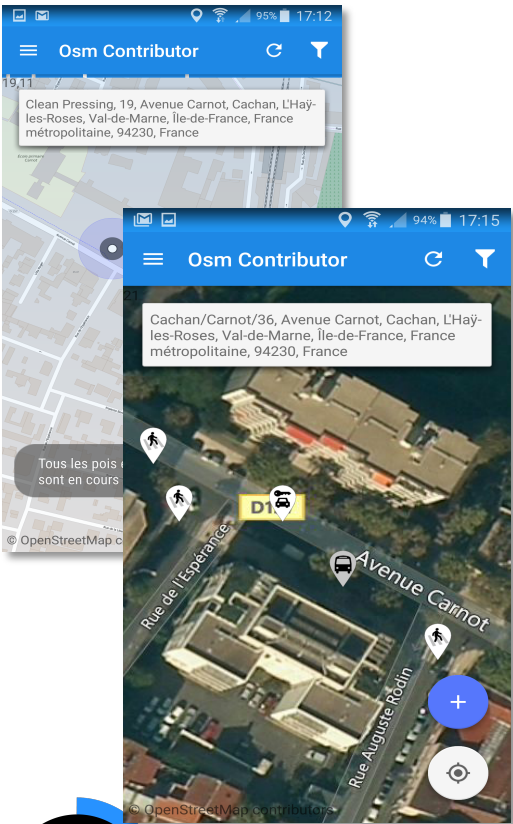 95% 17:12
Osm Contributor
19,11
Clean Pressing, 19, Avenue Carnot, Cachan, L'Haÿ-
les-Roses, Val-de-Marne, Île-de-France, France
métropolitaine, 94230, France
Tous les pois
sont en cours
© OpenStreetMap c
94% 17:15
Osm Contributor
21
Cachan/Carnot/36, Avenue Carnot, Cachan, L'Haÿ-
les-Roses, Val-de-Marne, Île-de-France, France
métropolitaine, 94230, France
Rue de l'Espérance
Avenue Carnot
Rue Auguste Rodin
© OpenStreetMap contributors